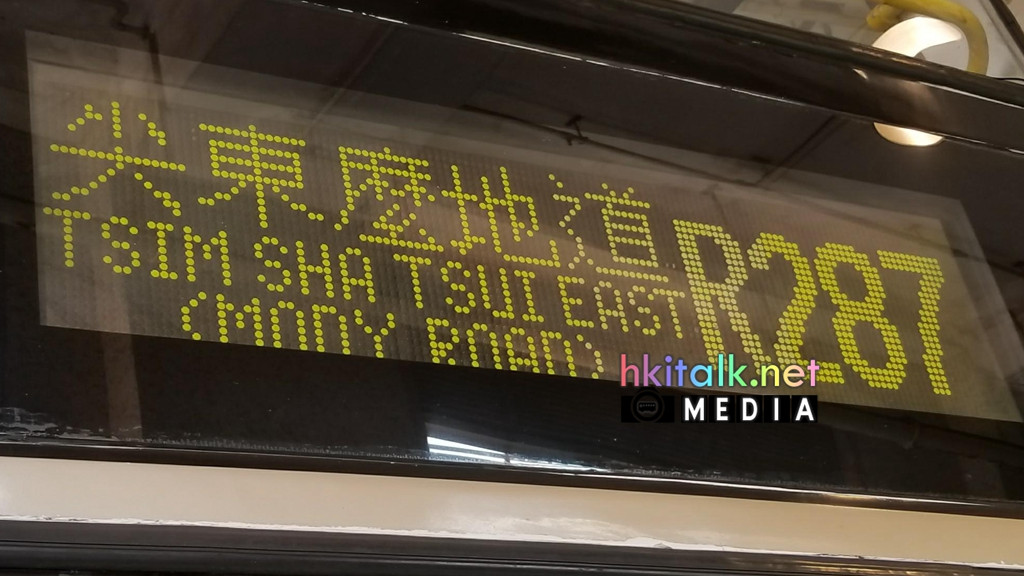 尖東麼地道
TSIM SHA TSUI EAST
(MODY ROAD)
R287
hkitalk.net
MEDIA